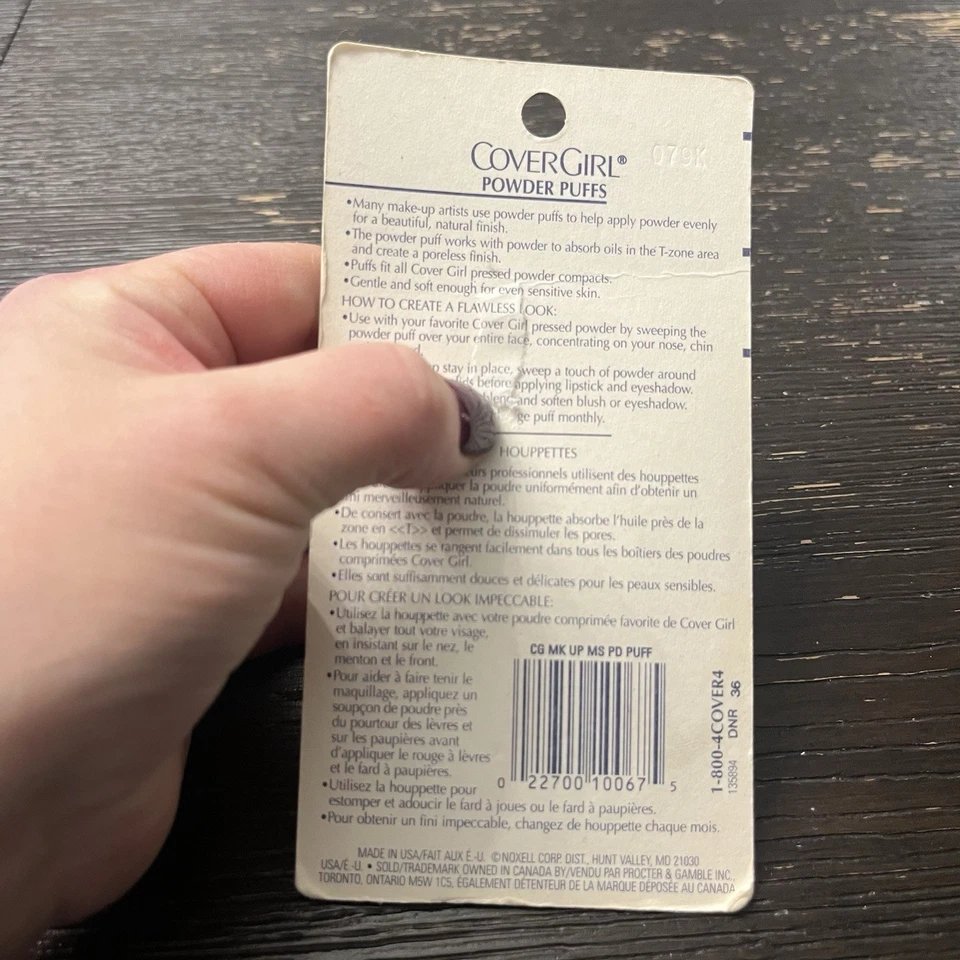 COVERGIRL®
079K
POWDER PUFFS
•Many make-up artists use powder puffs to help apply powder evenly
for a beautiful, natural finish.
•The powder puff works with powder to absorb oils in the T-zone area
and create a poreless finish.
•Puffs fit all Cover Girl pressed powder compacts.
•Gentle and soft enough for even sensitive skin.
HOW TO CREATE A FLAWLESS LOOK:
•Use with your favorite Cover Girl pressed powder by sweeping the
powder puff over your entire face, concentrating on your nose, chin
stay in place, sweep a touch of powder around
before applying lipstick and eyeshadow.
blend and soften blush or eyeshadow.
puff monthly.
HOUPPETTES
professionnels utilisent des houppettes
la poudre uniformément afin d'obtenir un
merveilleusement naturel.
•De consert avec la poudre, la houppette absorbe l'huile près de la
zone en <<T>> et permet de dissimuler les pores.
•Les houppettes se rangent facilement dans tous les boîtiers des poudres
comprimées Cover Girl.
•Elles sont suffisamment douces et délicates pour les peaux sensibles.
POUR CRÉER UN LOOK IMPECCABLE:
•Utilisez la houppette avec votre poudre comprimée favorite de Cover Girl
et balayer tout votre visage,
en insistant sur le nez, le
menton et le front.
•Pour aider à faire tenir le
maquillage, appliquez un
soupçon de poudre près
du pourtour des lèvres et
sur les paupières avant
d'appliquer le rouge à lèvres
et le fard à paupières.
•Utilisez la houppette pour
estomper et adoucir le fard à joues ou le fard à paupières.
•Pour obtenir un fini impeccable, changez de houppette chaque mois.
CG MK UP MS PD PUFF
0 22700 10067 5
1-800-4COVER4
135894 DNR 36
MADE IN USA/FAIT AUX É.-U. ©NOXELL CORP. DIST., HUNT VALLEY, MD 21030
USA/É.-U. • SOLD/TRADEMARK OWNED IN CANADA BY/VENDU PAR PROCTER & GAMBLE INC.,
TORONTO, ONTARIO M5W 1C5, ÉGALEMENT DÉTENTEUR DE LA MARQUE DÉPOSÉE AU CANADA